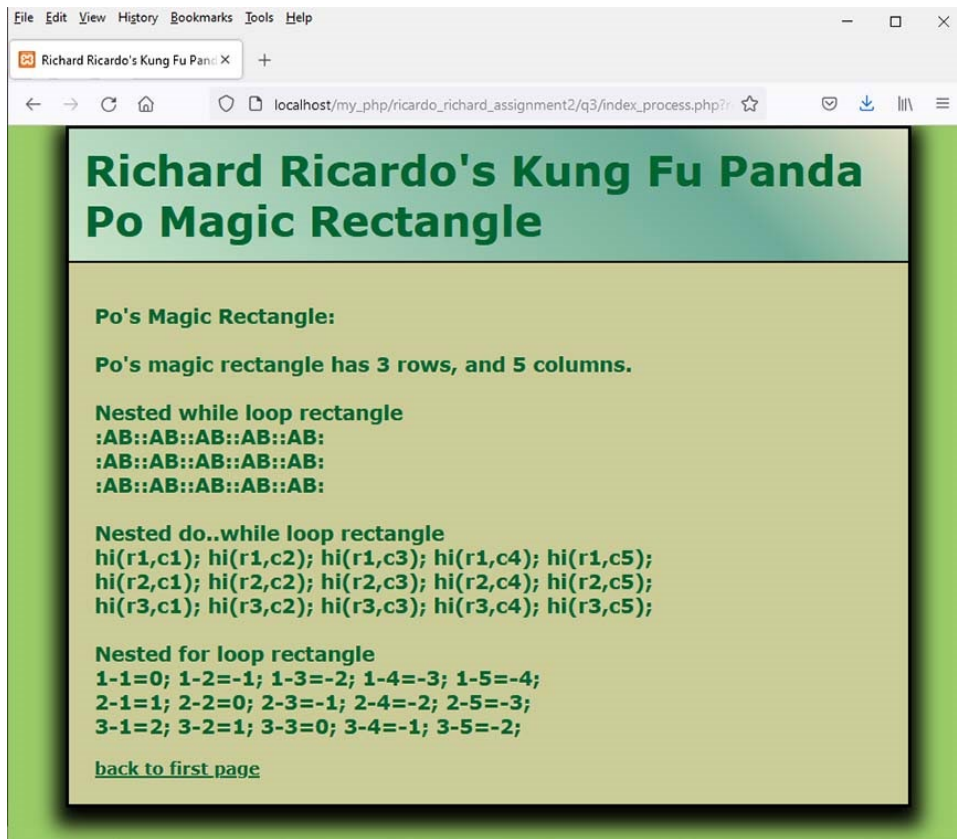 File Edit View History Bookmarks Tools Help
Richard Ricardo's Kung Fu Pand
localhost/my_php/ricardo_richard_assignment2/q3/index_process.php?r
Richard Ricardo's Kung Fu Panda
Po Magic Rectangle
Po's Magic Rectangle:
Po's magic rectangle has 3 rows, and 5 columns.
Nested while loop rectangle
:AB::AB::AB::AB::AB:
:AB::AB::AB::AB::AB:
:AB::AB::AB::AB::AB:
Nested do..while loop rectangle
hi(r1,c1); hi(r1,c2); hi(r1,c3); hi(r1,c4); hi(r1,c5);
hi(r2,c1); hi(r2,c2); hi(r2,c3); hi(r2,c4); hi(r2,c5);
hi(r3,c1); hi(r3,c2); hi(r3,c3); hi(r3,c4); hi(r3,c5);
Nested for loop rectangle
1-1=0; 1-2=-1; 1-3=-2; 1-4=-3; 1-5=-4;
2-1=1; 2-2=0; 2-3=-1; 2-4=-2; 2-5=-3;
3-1=2; 3-2=1; 3-3=0; 3-4=-1; 3-5=-2;
back to first page